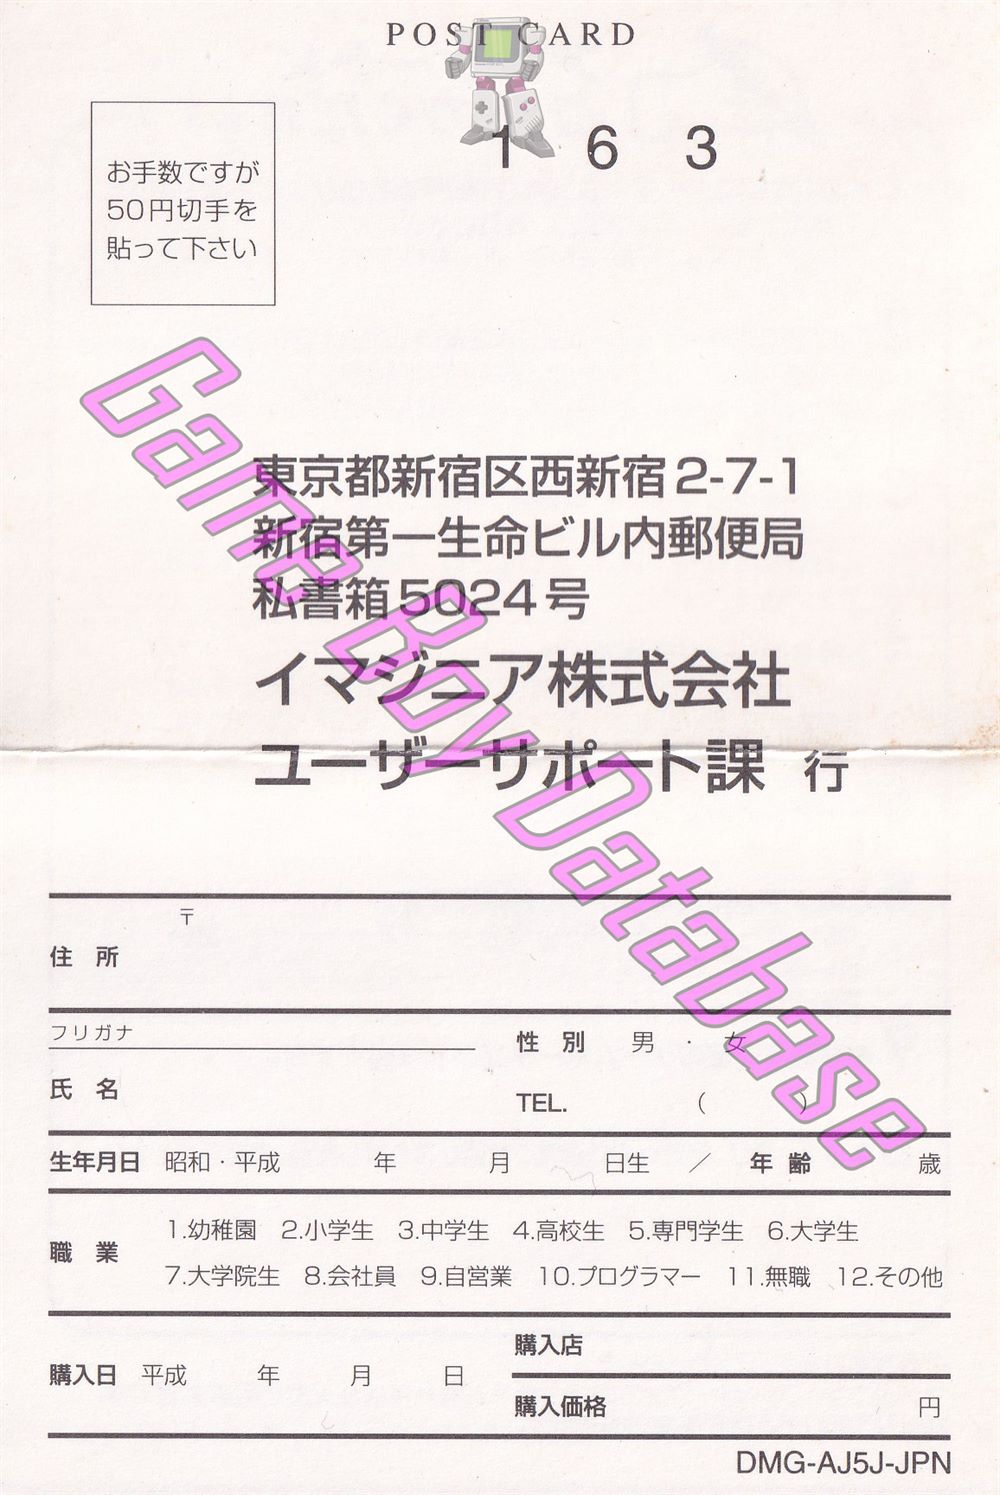 POST CARD
163
お手数ですが
50円切手を
貼って下さい
東京都新宿区西新宿2-7-1
新宿第一生命ビル内郵便局
私書箱5024号
イマジニア株式会社
ユーザーサポート課 行
Game Boy Database
〒
住 所
フリガナ
氏 名
性 別 男 ・ 女
TEL. ( )
生年月日 昭和・平成 年 月 日生 ／ 年 齢 歳
職 業
1.幼稚園 2.小学生 3.中学生 4.高校生 5.専門学生 6.大学生
7.大学院生 8.会社員 9.自営業 10.プログラマー 11.無職 12.その他
購入日 平成 年 月 日
購入店
購入価格 円
DMG-AJ5J-JPN